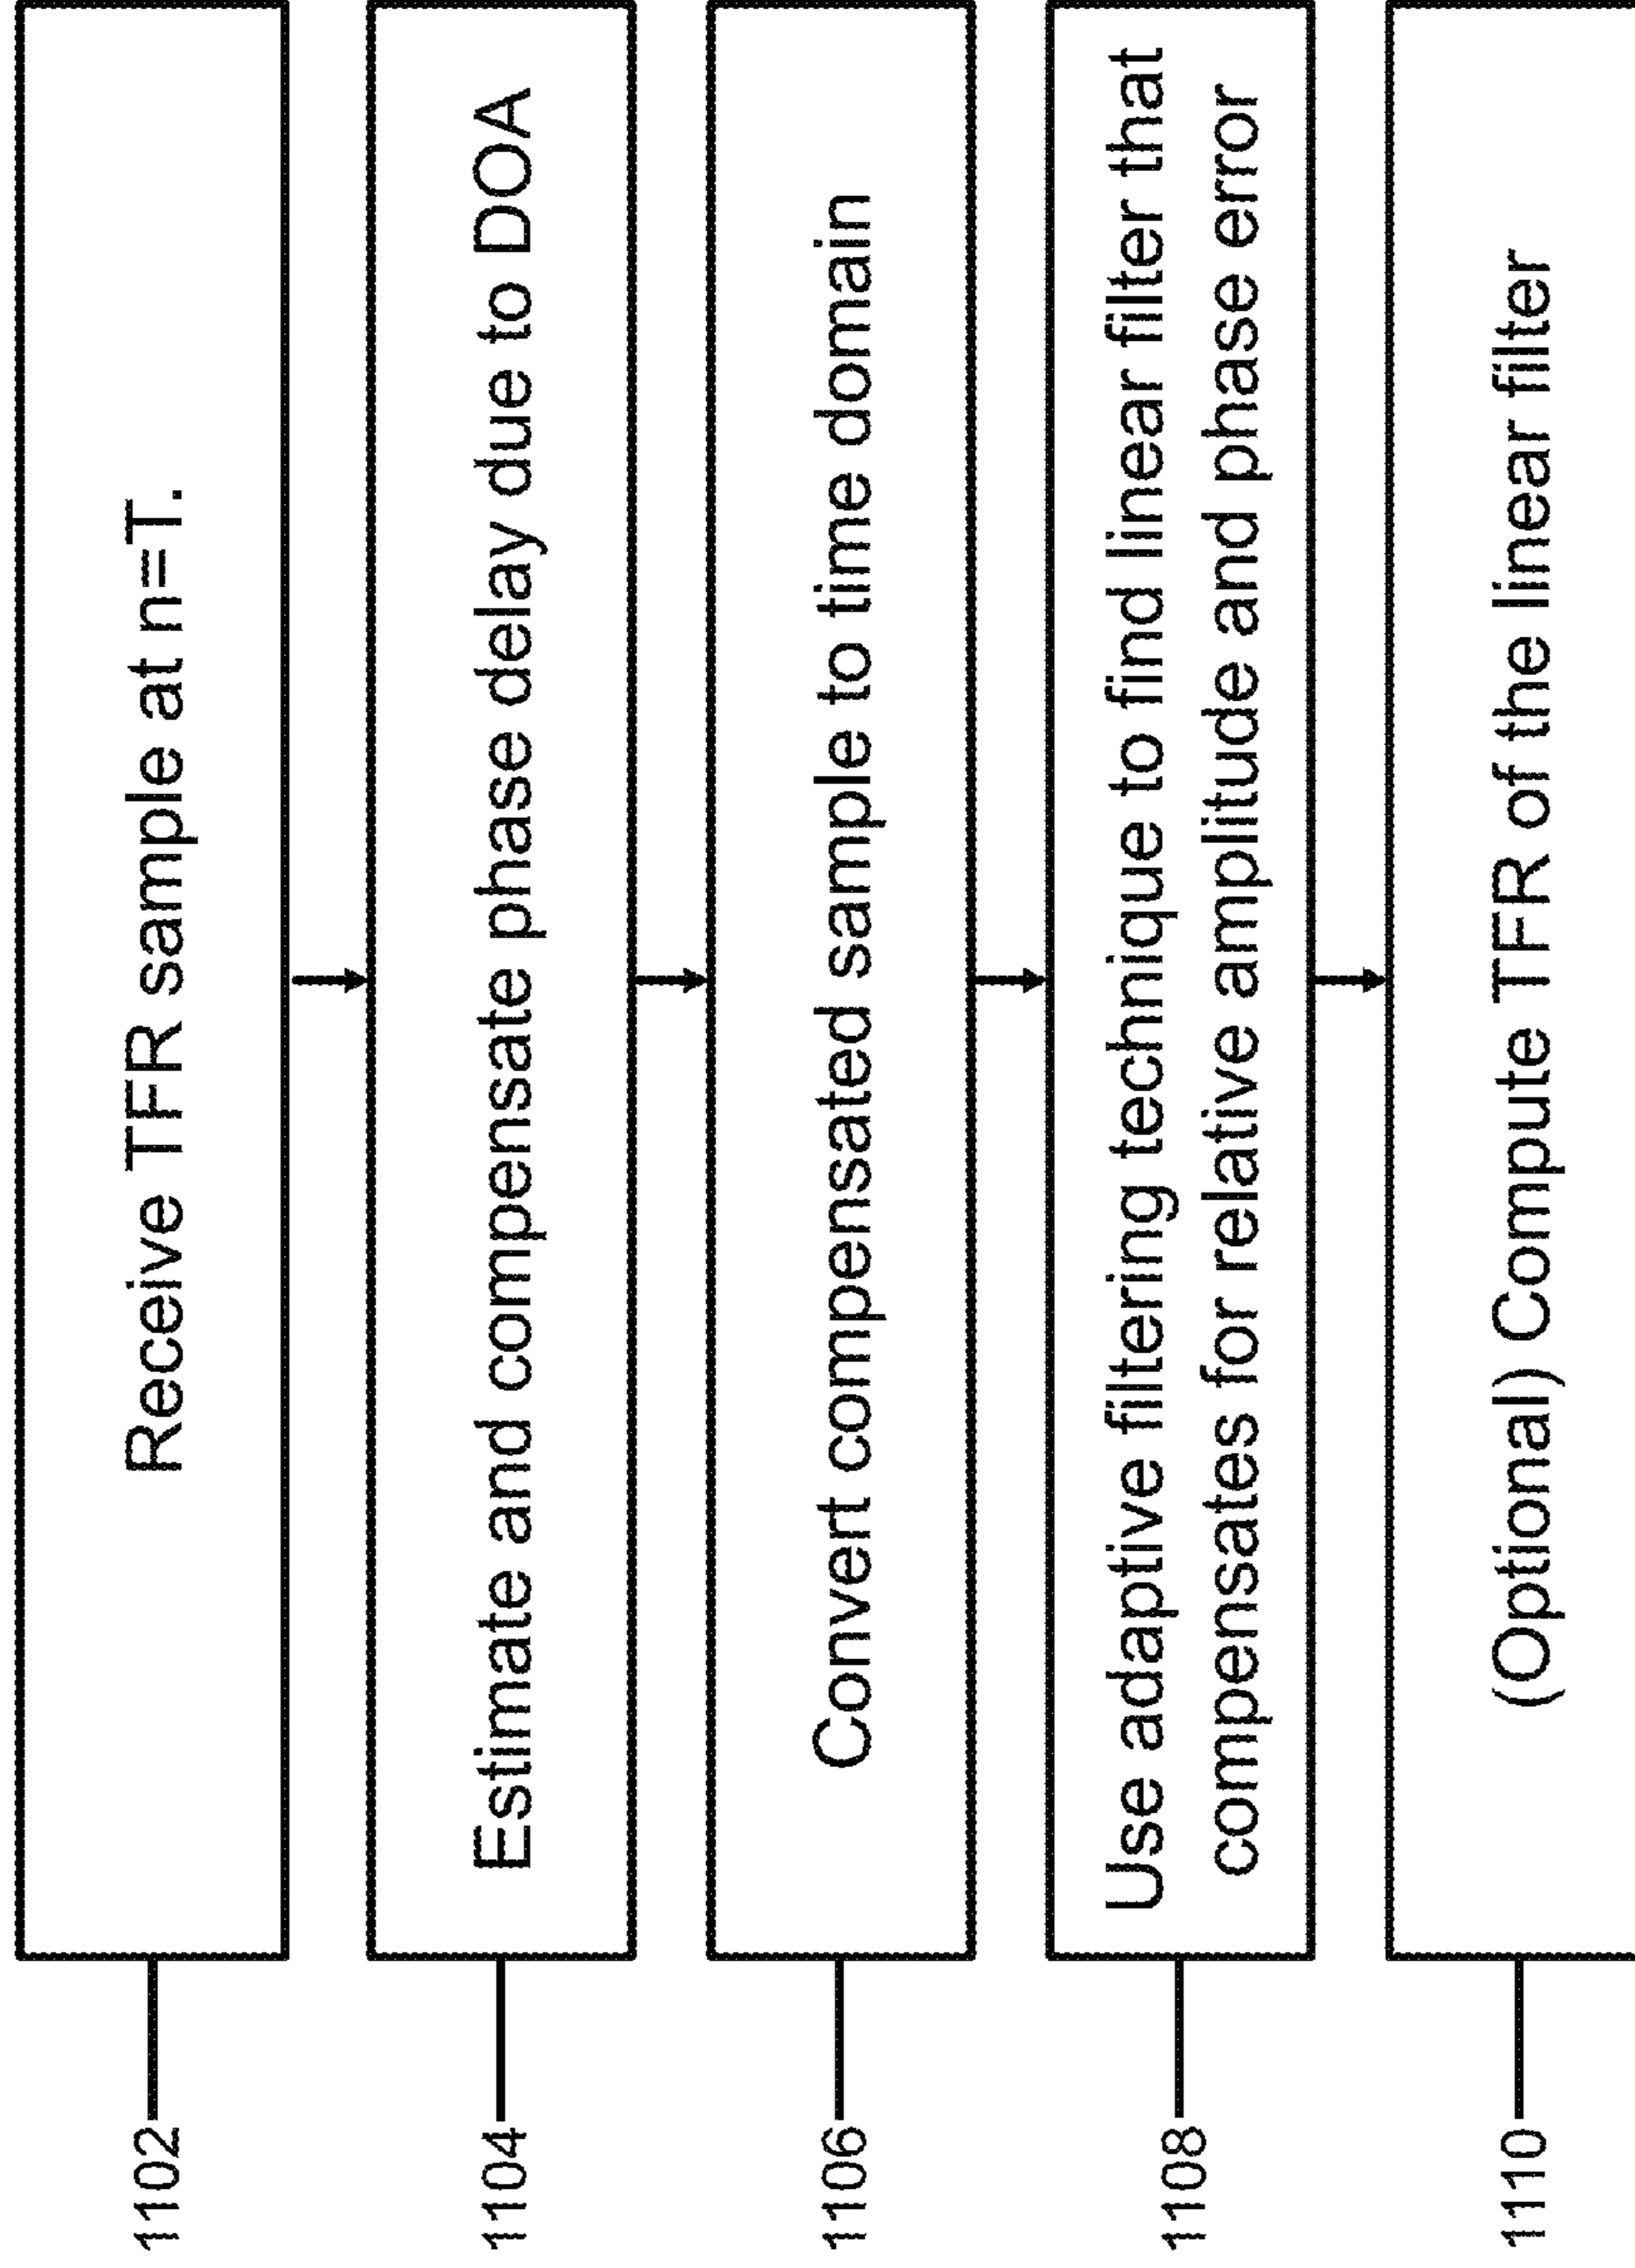 1102
Receive TFR sample at n=T.
1104
Estimate and compensate phase delay due to DOA
1106
Convert compensated sample to time domain
1108
Use adaptive filtering technique to find linear filter that
compensates for relative amplitude and phase error
1110
(Optional) Compute TFR of the linear filter